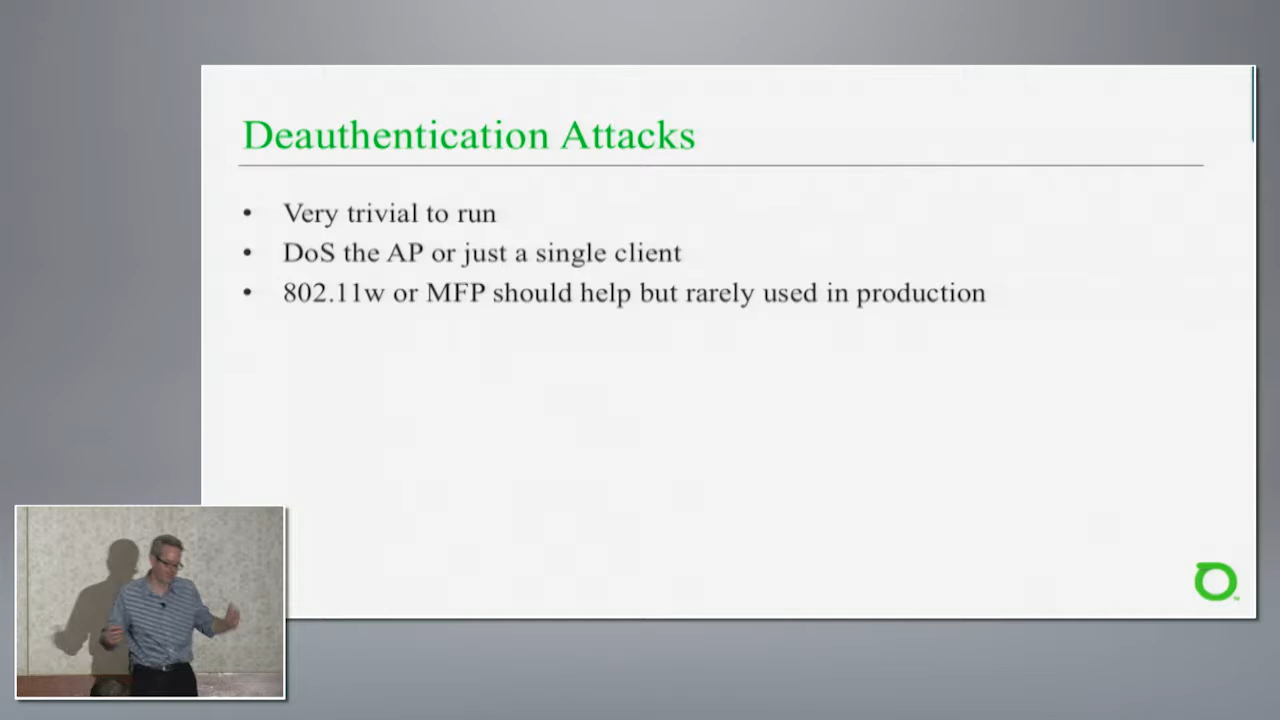 Deauthentication Attacks
• Very trivial to run
• DoS the AP or just a single client
• 802.11w or MFP should help but rarely used in production